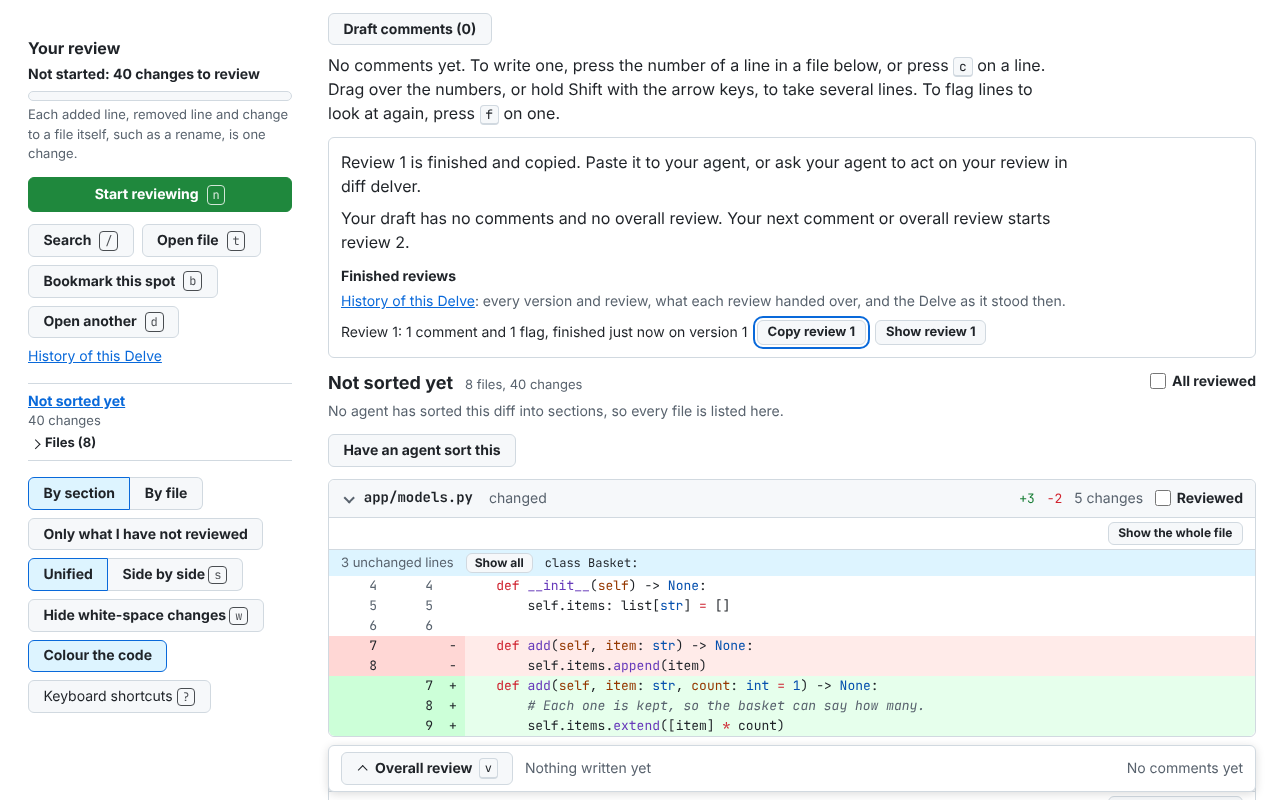 Your review
Not started: 40 changes to review
Each added line, removed line and change
to a file itself, such as a rename, is one
change.
Start reviewing n
Search / Open file t
Bookmark this spot b
Open another d
History of this Delve
Not sorted yet
40 changes
Files (8)
By section By file
Only what I have not reviewed
Unified Side by side s
Hide white-space changes w
Colour the code
Keyboard shortcuts ?
Draft comments (0)
No comments yet. To write one, press the number of a line in a file below, or press c on a line.
Drag over the numbers, or hold Shift with the arrow keys, to take several lines. To flag lines to
look at again, press f on one.
Review 1 is finished and copied. Paste it to your agent, or ask your agent to act on your review in
diff delver.
Your draft has no comments and no overall review. Your next comment or overall review starts
review 2.
Finished reviews
History of this Delve: every version and review, what each review handed over, and the Delve as it stood then.
Review 1: 1 comment and 1 flag, finished just now on version 1 Copy review 1 Show review 1
Not sorted yet 8 files, 40 changes All reviewed
No agent has sorted this diff into sections, so every file is listed here.
Have an agent sort this
app/models.py changed +3 -2 5 changes Reviewed
Show the whole file
3 unchanged lines Show all class Basket:
4 4 def __init__(self) -> None:
5 5 self.items: list[str] = []
6 6
7 - def add(self, item: str) -> None:
8 - self.items.append(item)
7 + def add(self, item: str, count: int = 1) -> None:
8 + # Each one is kept, so the basket can say how many.
9 + self.items.extend([item] * count)
Overall review v Nothing written yet No comments yet